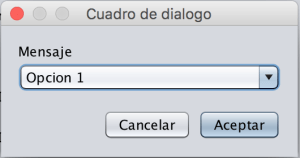 Cuadro de dialogo
Mensaje
Opcion 1
Cancelar Aceptar